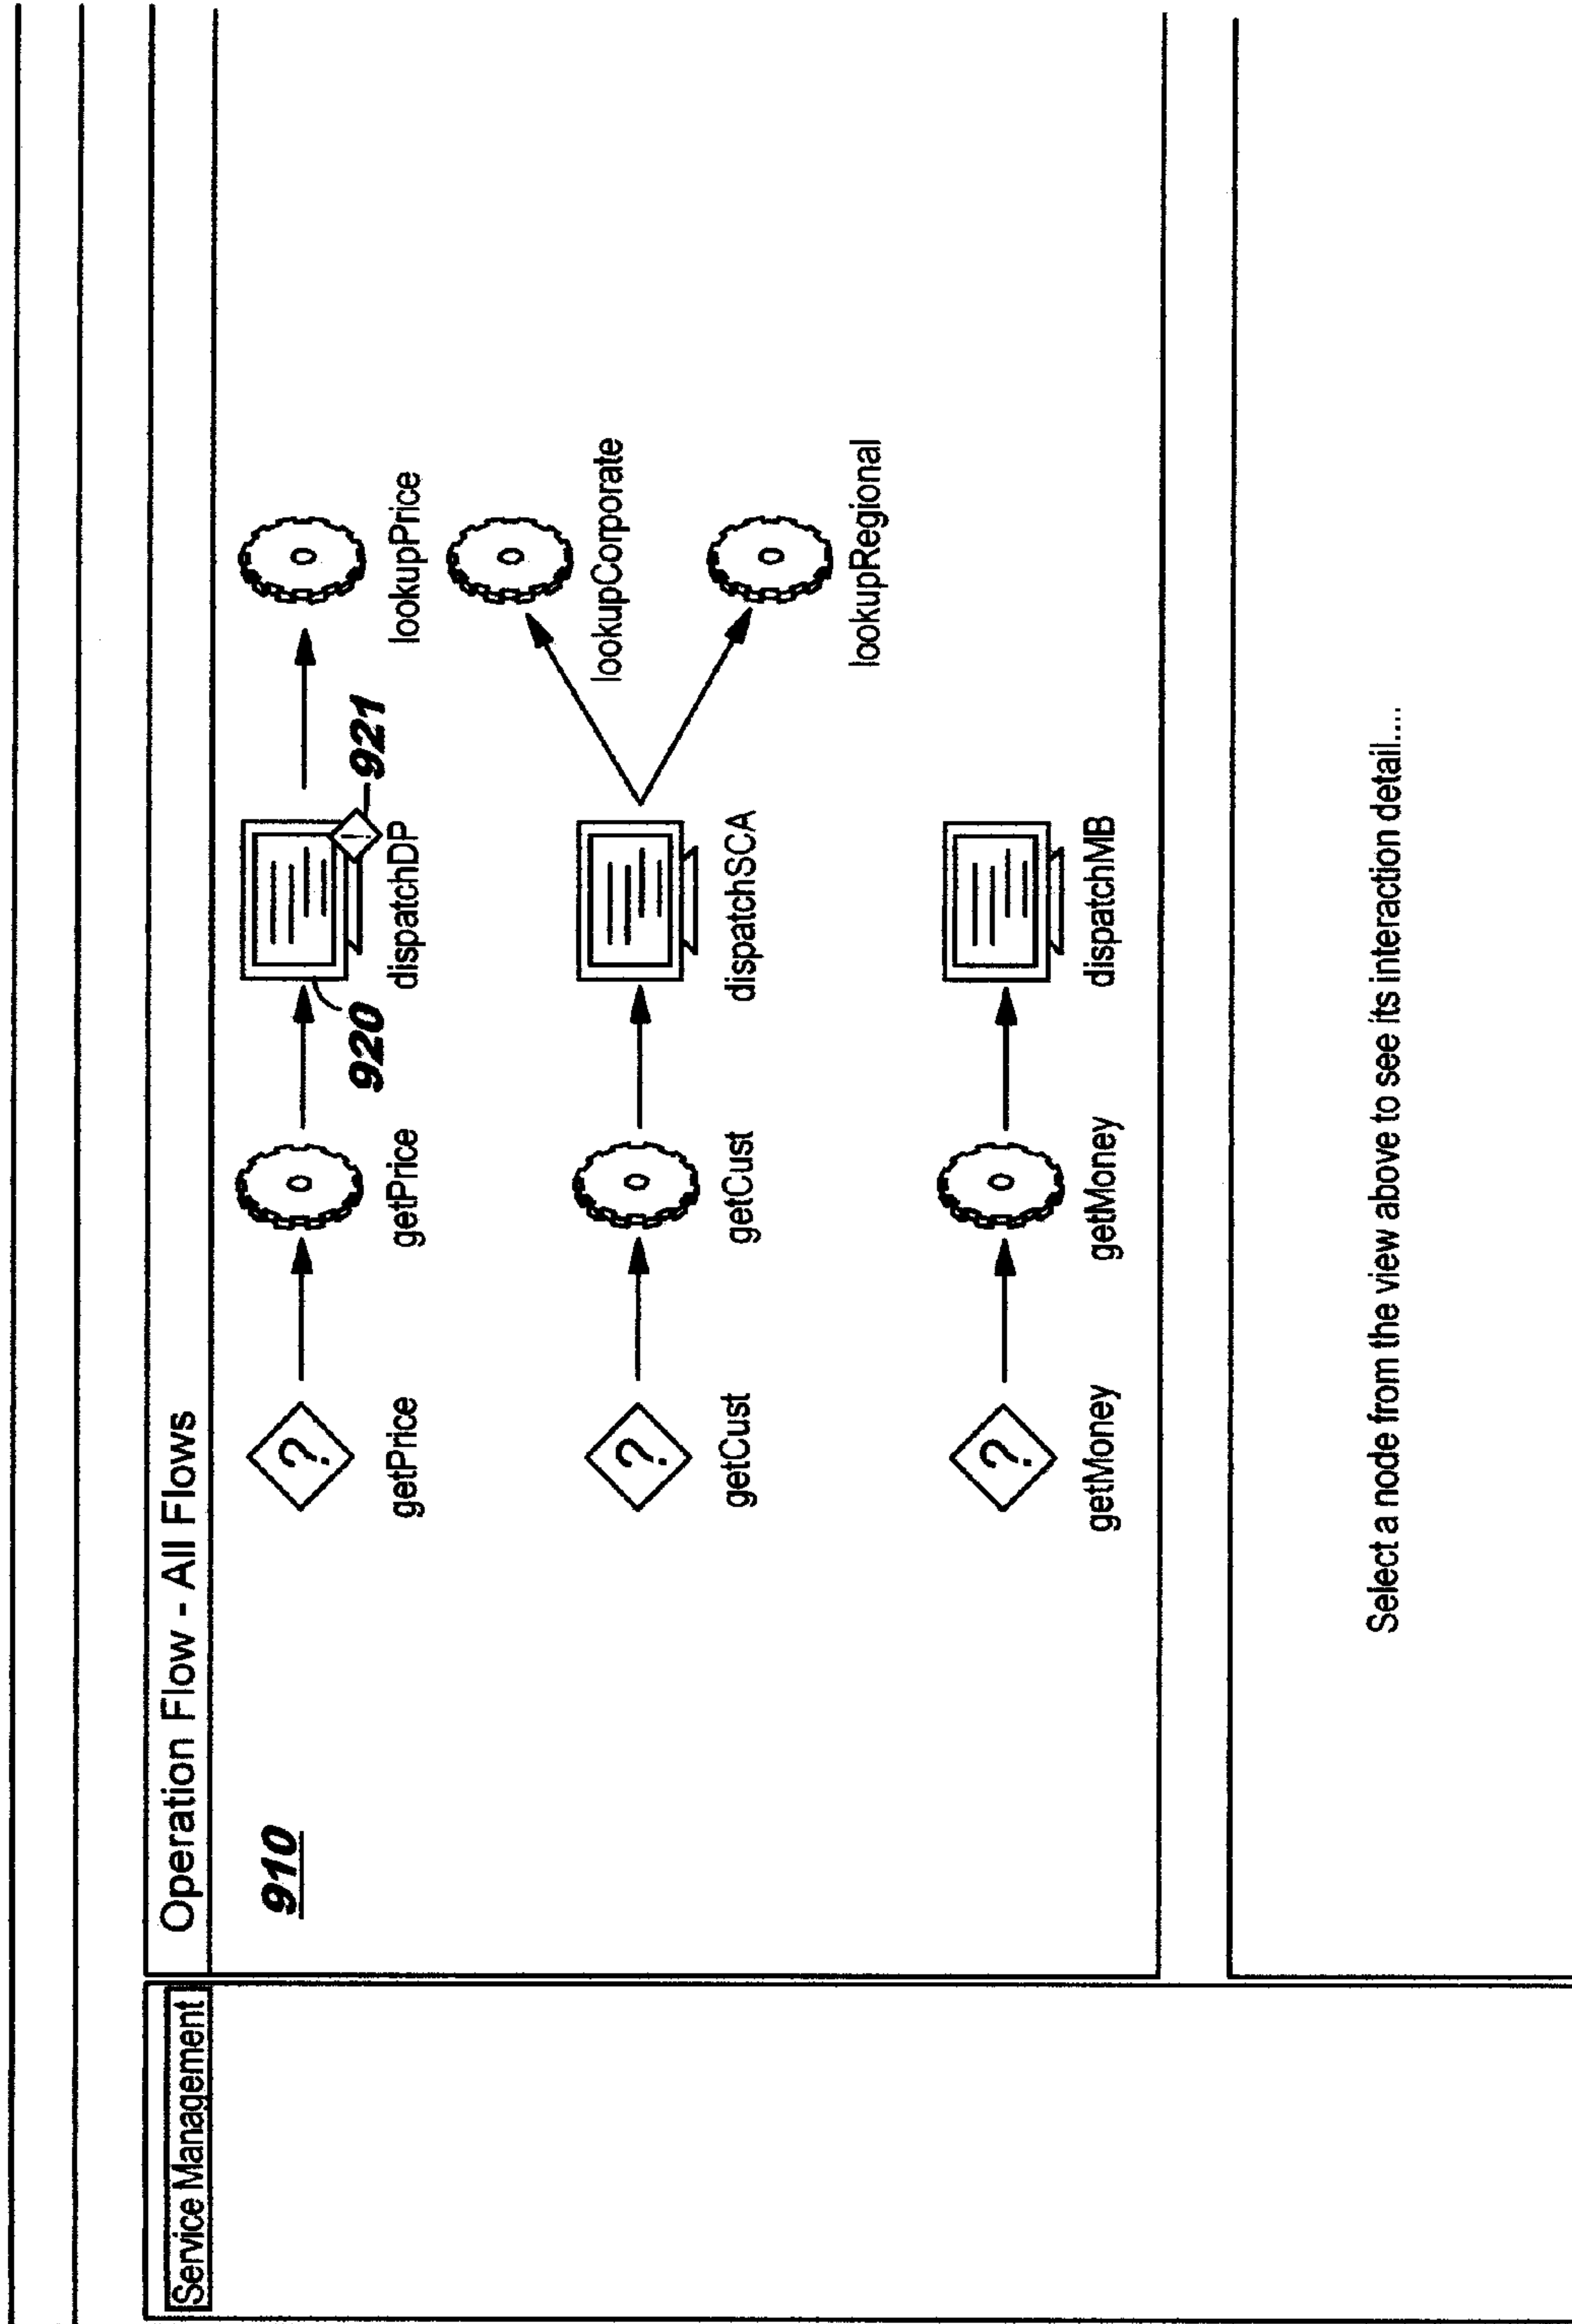 Service Management
Operation Flow - All Flows
910
?
getPrice
getPrice
920
dispatchDP
921
lookupPrice
?
getCust
getCust
dispatchSCA
lookupCorporate
lookupRegional
?
getMoney
getMoney
dispatchMB
Select a node from the view above to see its interaction detail....